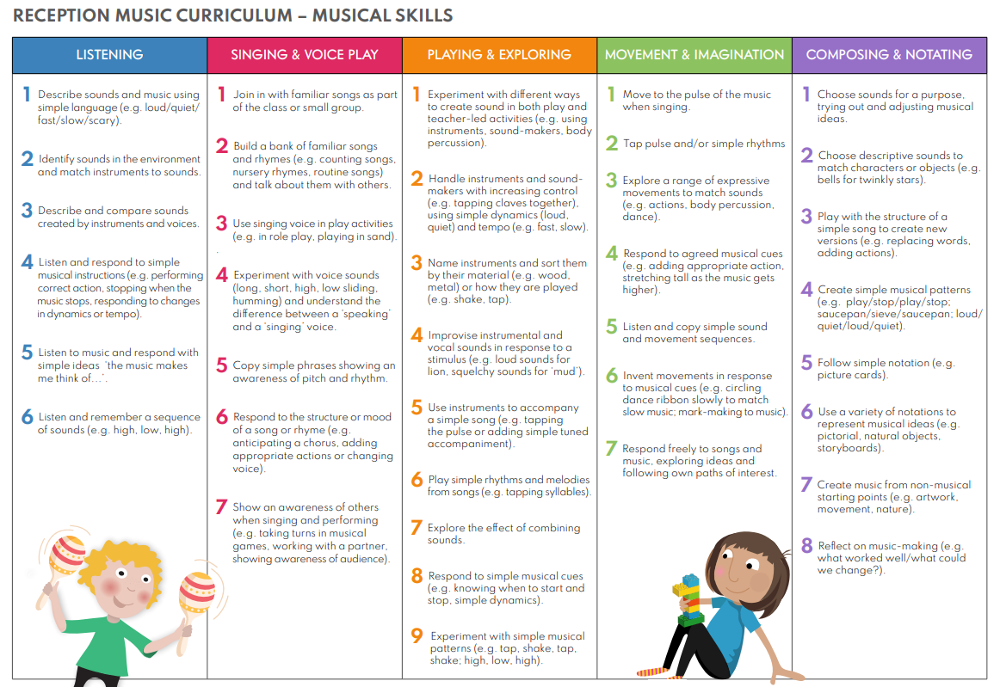 RECEPTION MUSIC CURRICULUM – MUSICAL SKILLS
LISTENING
1 Describe sounds and music using
simple language (e.g. loud/quiet/
fast/slow/scary).
2 Identify sounds in the environment
and match instruments to sounds.
3 Describe and compare sounds
created by instruments and voices.
4 Listen and respond to simple
musical instructions (e.g. performing
correct action, stopping when the
music stops, responding to changes
in dynamics or tempo).
5 Listen to music and respond with
simple ideas ‘the music makes
me think of…’.
6 Listen and remember a sequence
of sounds (e.g. high, low, high).
SINGING & VOICE PLAY
1 Join in with familiar songs as part
of the class or small group.
2 Build a bank of familiar songs
and rhymes (e.g. counting songs,
nursery rhymes, routine songs)
and talk about them with others.
3 Use singing voice in play activities
(e.g. in role play, playing in sand).
.
4 Experiment with voice sounds
(long, short, high, low sliding,
humming) and understand the
difference between a ‘speaking’
and a ‘singing’ voice.
5 Copy simple phrases showing an
awareness of pitch and rhythm.
6 Respond to the structure or mood
of a song or rhyme (e.g.
anticipating a chorus, adding
appropriate actions or changing
voice).
7 Show an awareness of others
when singing and performing
(e.g. taking turns in musical
games, working with a partner,
showing awareness of audience).
PLAYING & EXPLORING
1 Experiment with different ways
to create sound in both play and
teacher-led activities (e.g. using
instruments, sound-makers, body
percussion).
2 Handle instruments and sound-
makers with increasing control
(e.g. tapping claves together),
using simple dynamics (loud,
quiet) and tempo (e.g. fast, slow).
3 Name instruments and sort them
by their material (e.g. wood,
metal) or how they are played
(e.g. shake, tap).
4 Improvise instrumental and
vocal sounds in response to a
stimulus (e.g. loud sounds for
lion, squelchy sounds for ‘mud’).
5 Use instruments to accompany
a simple song (e.g. tapping
the pulse or adding simple tuned
accompaniment).
6 Play simple rhythms and melodies
from songs (e.g. tapping syllables).
7 Explore the effect of combining
sounds.
8 Respond to simple musical cues
(e.g. knowing when to start and
stop, simple dynamics).
9 Experiment with simple musical
patterns (e.g. tap, shake, tap,
shake; high, low, high).
MOVEMENT & IMAGINATION
1 Move to the pulse of the music
when singing.
2 Tap pulse and/or simple rhythms
3 Explore a range of expressive
movements to match sounds
(e.g. actions, body percussion,
dance).
4 Respond to agreed musical cues
(e.g. adding appropriate action,
stretching tall as the music gets
higher).
5 Listen and copy simple sound
and movement sequences.
6 Invent movements in response
to musical cues (e.g. circling
dance ribbon slowly to match
slow music; mark-making to music).
7 Respond freely to songs and
music, exploring ideas and
following own paths of interest.
COMPOSING & NOTATING
1 Choose sounds for a purpose,
trying out and adjusting musical
ideas.
2 Choose descriptive sounds to
match characters or objects (e.g.
bells for twinkly stars).
3 Play with the structure of a
simple song to create new
versions (e.g. replacing words,
adding actions).
4 Create simple musical patterns
(e.g. play/stop/play/stop;
saucepan/sieve/saucepan; loud/
quiet/loud/quiet).
5 Follow simple notation (e.g.
picture cards).
6 Use a variety of notations to
represent musical ideas (e.g.
pictorial, natural objects,
storyboards).
7 Create music from non-musical
starting points (e.g. artwork,
movement, nature).
8 Reflect on music-making (e.g.
what worked well/what could
we change?).